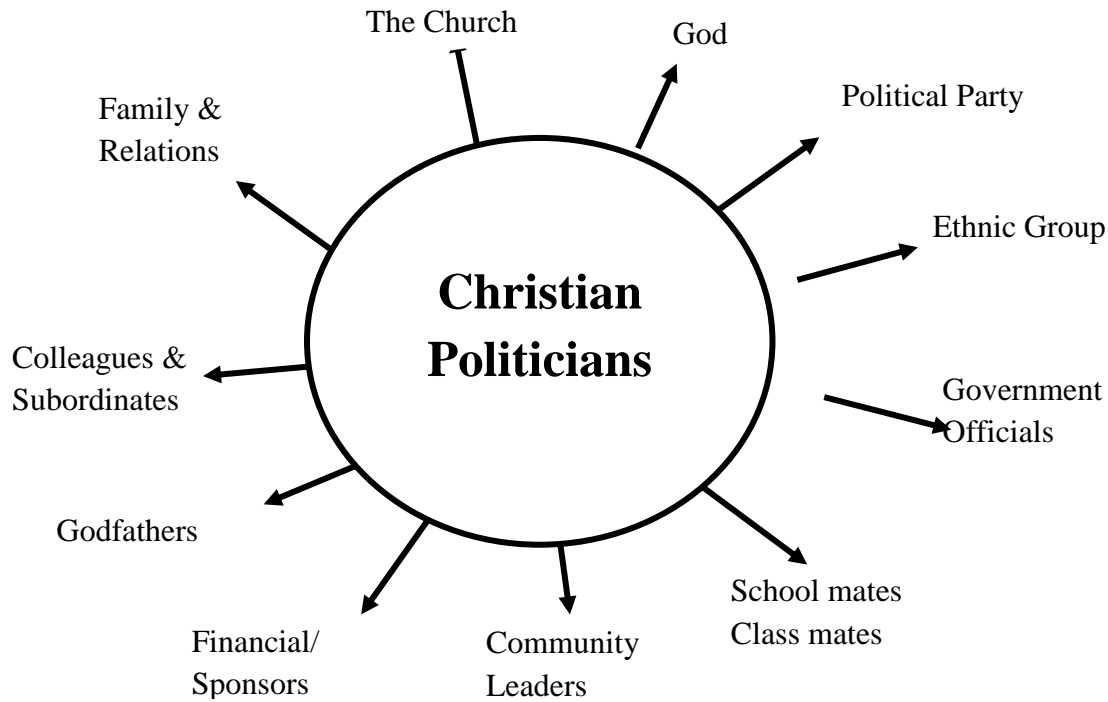 The Church
God
Political Party
Family &
Relations
Ethnic Group
Christian
Politicians
Colleagues &
Subordinates
Government
Officials
Godfathers
School mates
Class mates
Financial/
Sponsors
Community
Leaders